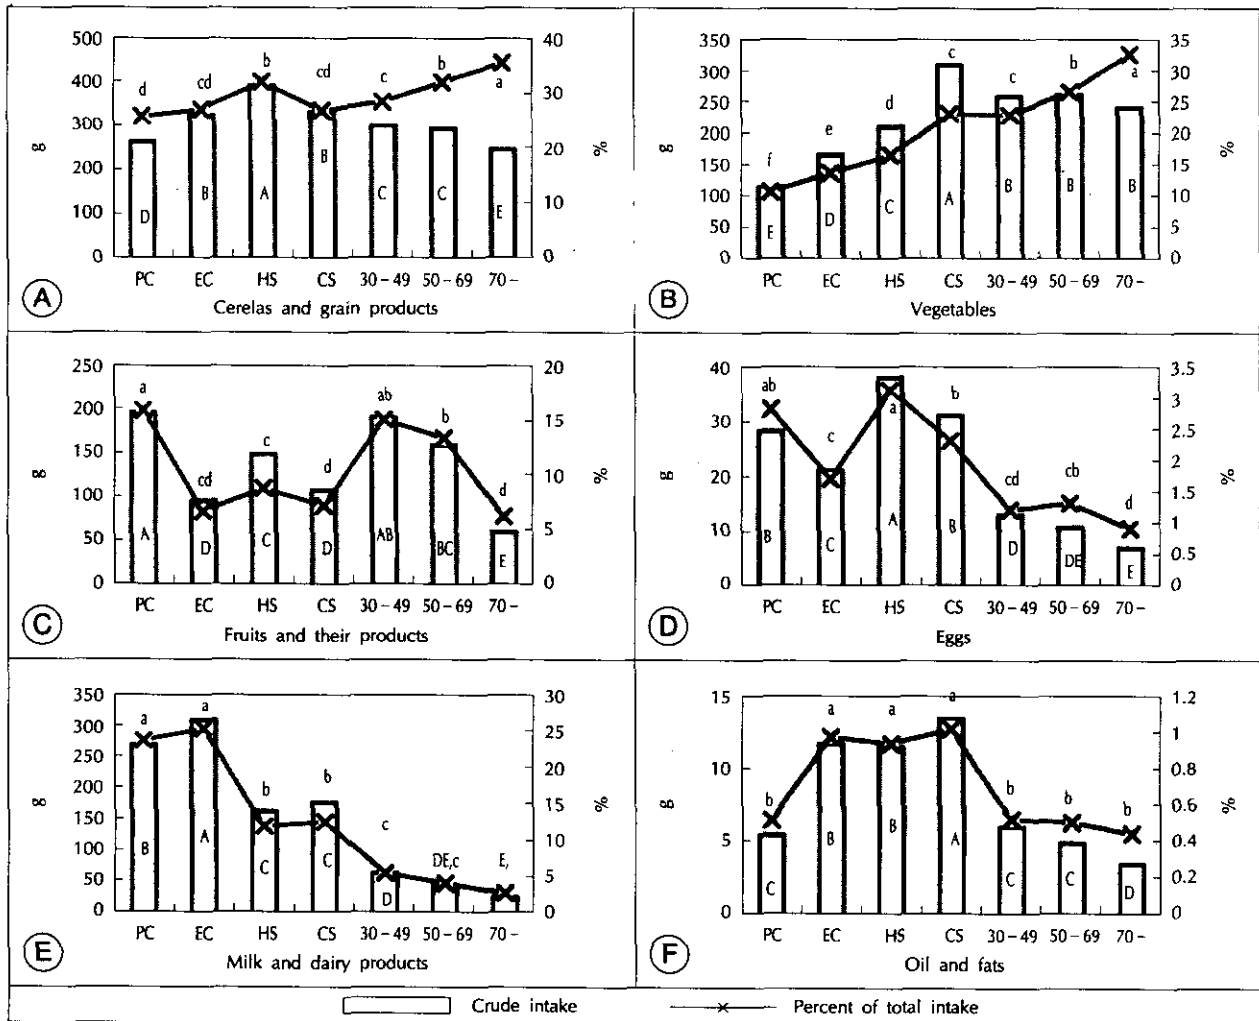 500
400
300
200
100
0
g
40
30
20
10
0
%
d cd b cd c b a
D B A B C C E
PC EC HS CS 30-49 50-69 70-
A Cerelas and grain products
350
300
250
200
150
100
50
0
g
35
30
25
20
15
10
5
0
%
f e d c c b a
E D C A B B B
PC EC HS CS 30-49 50-69 70-
B Vegetables
250
200
150
100
50
0
g
20
15
10
5
0
%
a cd c d ab b d
A D C D AB BC E
PC EC HS CS 30-49 50-69 70-
C Fruits and their products
40
30
20
10
0
g
3.5
3
2.5
2
1.5
1
0.5
0
%
ab c a b cd cb d
B C A B D DE E
PC EC HS CS 30-49 50-69 70-
D Eggs
350
300
250
200
150
100
50
0
g
30
25
20
15
10
5
0
%
a a b b c DE,c E,
B A C C D
PC EC HS CS 30-49 50-69 70-
E Milk and dairy products
15
10
5
0
g
1.2
1
0.8
0.6
0.4
0.2
0
%
b a a a b b b
C B B A C C D
PC EC HS CS 30-49 50-69 70-
F Oil and fats
Crude intake Percent of total intake